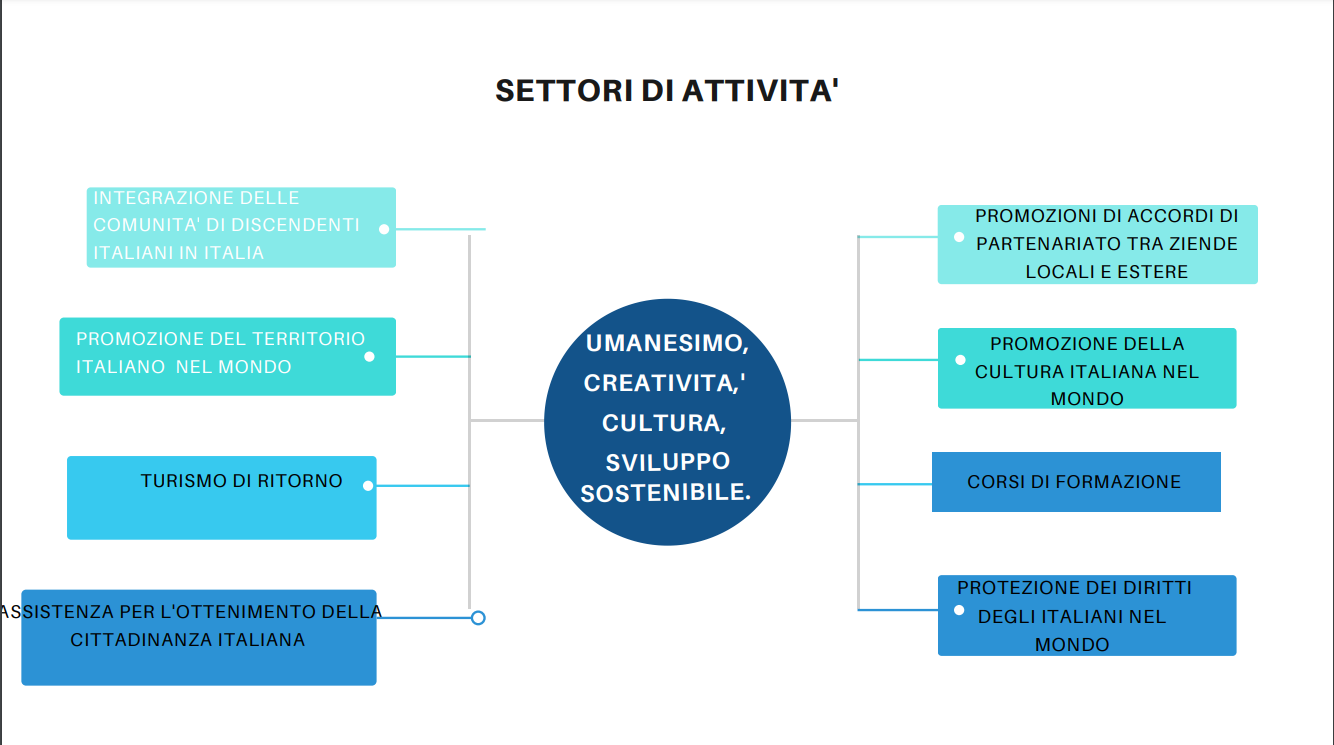 SETTORI DI ATTIVITA'
INTEGRAZIONE DELLE
COMUNITA' DI DISCENDENTI
ITALIANI IN ITALIA
PROMOZIONE DEL TERRITORIO
ITALIANO NEL MONDO
TURISMO DI RITORNO
ASSISTENZA PER L'OTTENIMENTO DELLA
CITTADINANZA ITALIANA
UMANESIMO,
CREATIVITA,'
CULTURA,
SVILUPPO
SOSTENIBILE.
PROMOZIONI DI ACCORDI DI
PARTENARIATO TRA ZIENDE
LOCALI E ESTERE
PROMOZIONE DELLA
CULTURA ITALIANA NEL
MONDO
CORSI DI FORMAZIONE
PROTEZIONE DEI DIRITTI
DEGLI ITALIANI NEL
MONDO